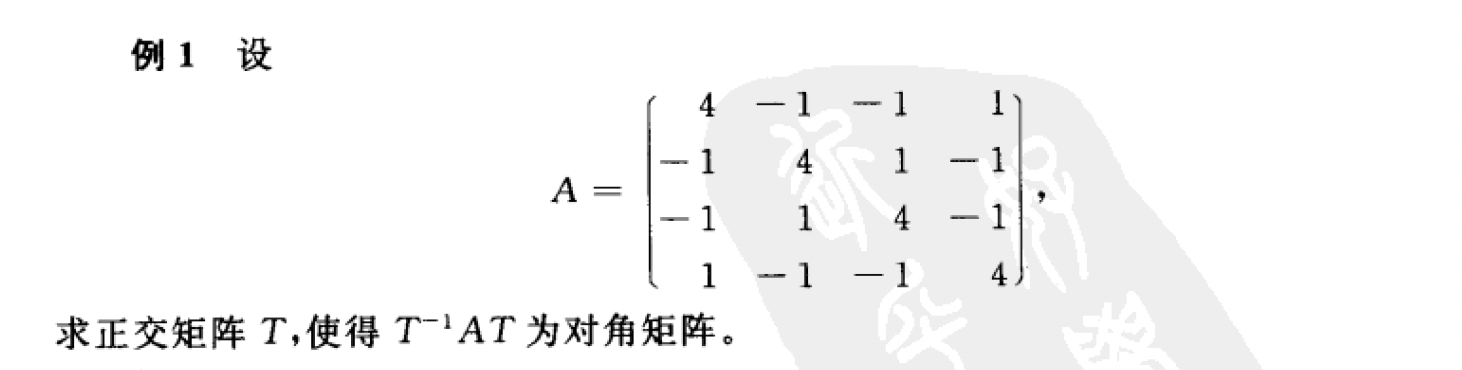 例 1 设
A = ( 4 －1 －1 1
－1 4 1 －1
－1 1 4 －1
1 －1 －1 4 ),
求正交矩阵 T,使得 T⁻¹AT 为对角矩阵。